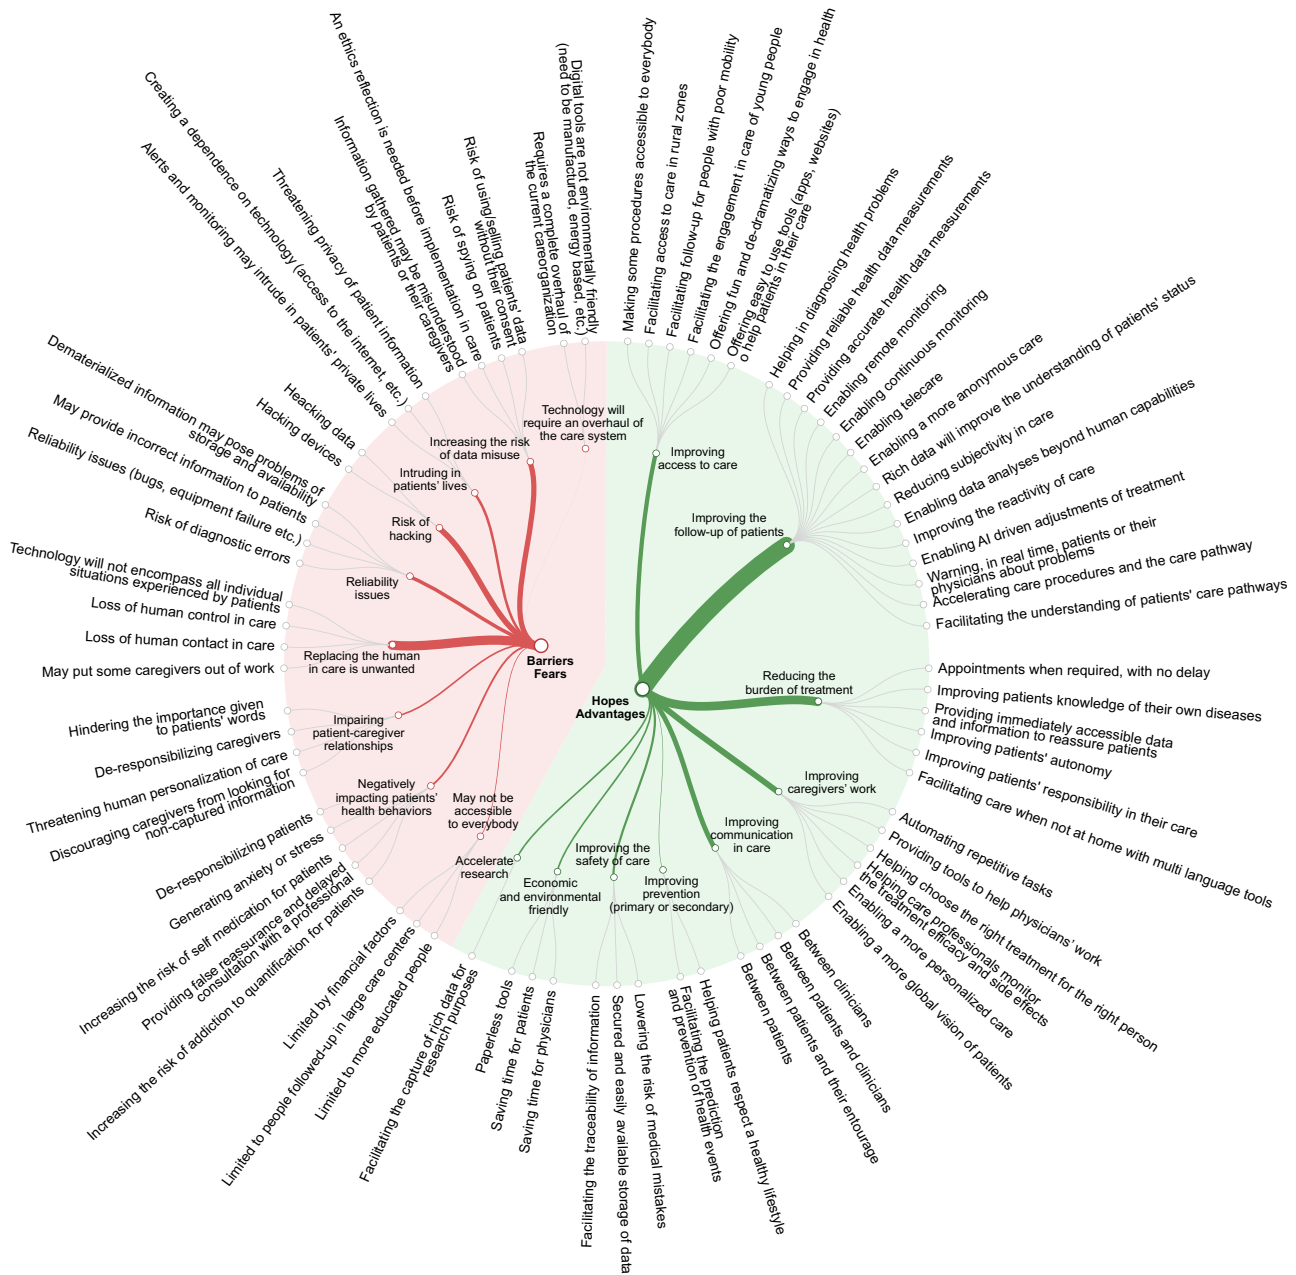 Making some procedures accessible to everybody
Facilitating access to care in rural zones
Facilitating follow-up for people with poor mobility
Facilitating the engagement in care of young people
Offering fun and de-dramatizing ways to engage in health
Offering easy to use tools (apps, websites)
o help patients in their care
Helping in diagnosing health problems
Providing reliable health data measurements
Providing accurate health data measurements
Enabling remote monitoring
Enabling continuous monitoring
Enabling telecare
Enabling a more anonymous care
Rich data will improve the understanding of patients' status
Reducing subjectivity in care
Enabling data analyses beyond human capabilities
Improving the reactivity of care
Enabling AI driven adjustments of treatment
Warning, in real time, patients or their
physicians about problems
Accelerating care procedures and the care pathway
Facilitating the understanding of patients' care pathways
Appointments when required, with no delay
Improving patients knowledge of their own diseases
Providing immediately accessible data
and information to reassure patients
Improving patients' autonomy
Improving patients' responsibility in their care
Facilitating care when not at home with multi language tools
Automating repetitive tasks
Providing tools to help physicians' work
Helping choose the right treatment for the right person
Helping care professionals monitor
the treatment efficacy and side effects
Enabling a more personalized care
Enabling a more global vision of patients
Between clinicians
Between patients and clinicians
Between patients and their entourage
Between patients
Helping patients respect a healthy lifestyle
Facilitating the prediction
and prevention of health events
Lowering the risk of medical mistakes
Secured and easily available storage of data
Facilitating the traceability of information
Saving time for physicians
Saving time for patients
Paperless tools
Facilitating the capture of rich data for
research purposes
Limited to more educated people
Limited to people followed-up in large care centers
Limited by financial factors
Increasing the risk of addiction to quantification for patients
Providing false reassurance and delayed
consultation with a professional
Increasing the risk of self medication for patients
Generating anxiety or stress
De-responsibilizing patients
Discouraging caregivers from looking for
non-captured information
Threatening human personalization of care
De-responsibilizing caregivers
Hindering the importance given
to patients' words
May put some caregivers out of work
Loss of human contact in care
Loss of human control in care
Technology will not encompass all individual
situations experienced by patients
Risk of diagnostic errors
Reliability issues (bugs, equipment failure etc.)
May provide incorrect information to patients
Dematerialized information may pose problems of
storage and availability
Hacking devices
Heacking data
Alerts and monitoring may intrude in patients' private lives
Creating a dependence on technology (access to the internet, etc.)
Threatening privacy of patient information
Information gathered may be misunderstood
by patients or their caregivers
An ethics reflection is needed before implementation in care
Risk of spying on patients
Risk of using/selling patients' data
without their consent
Requires a complete overhaul of
the current careorganization
Digital tools are not environmentally friendly
(need to be manufactured, energy based, etc.)
Technology will
require an overhaul of
the care system
Increasing the risk
of data misuse
Intruding in
patients' lives
Risk of
hacking
Reliability
issues
Replacing the human
in care is unwanted
Impairing
patient-caregiver
relationships
Negatively
impacting patients'
health behaviors
May not be
accessible
to everybody
Barriers
Fears
Hopes
Advantages
Improving
access to care
Improving the
follow-up of patients
Reducing the
burden of treatment
Improving
caregivers' work
Improving
communication
in care
Improving
prevention
(primary or secondary)
Improving the
safety of care
Economic
and environmental
friendly
Accelerate
research